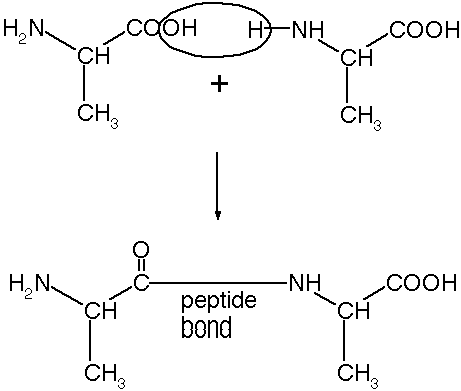 H₂N COOH H NH COOH
CH CH
+
CH₃ CH₃
O
H₂N C NH COOH
peptide
CH CH
bond
CH₃ CH₃